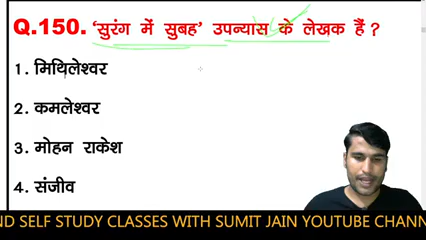 Q.150. ‘सुरंग में सुबह’ उपन्यास के लेखक हैं ?
1. मिथिलेश्वर
2. कमलेश्वर
3. मोहन राकेश
4. संजीव
ND SELF STUDY CLASSES WITH SUMIT JAIN YOUTUBE CHANN